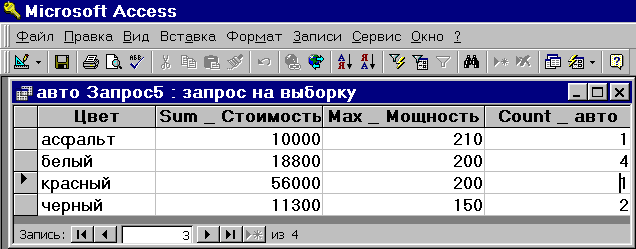 Microsoft Access
Файл Правка Вид Вставка Формат Записи Сервис Окно ?
авто Запрос5 : запрос на выборку
Цвет Sum _ Стоимость Max _ Мощность Count _ авто
асфальт 10000 210 1
белый 18800 200 4
красный 56000 200 1
черный 11300 150 2
Запись: 3 из 4